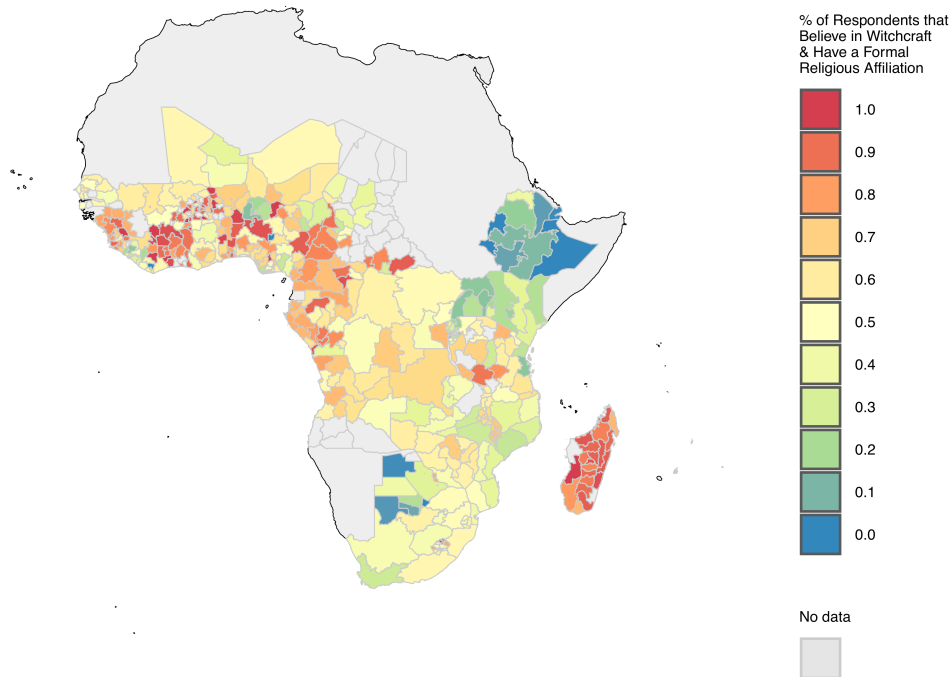 % of Respondents that
Believe in Witchcraft
& Have a Formal
Religious Affiliation
1.0
0.9
0.8
0.7
0.6
0.5
0.4
0.3
0.2
0.1
0.0
No data